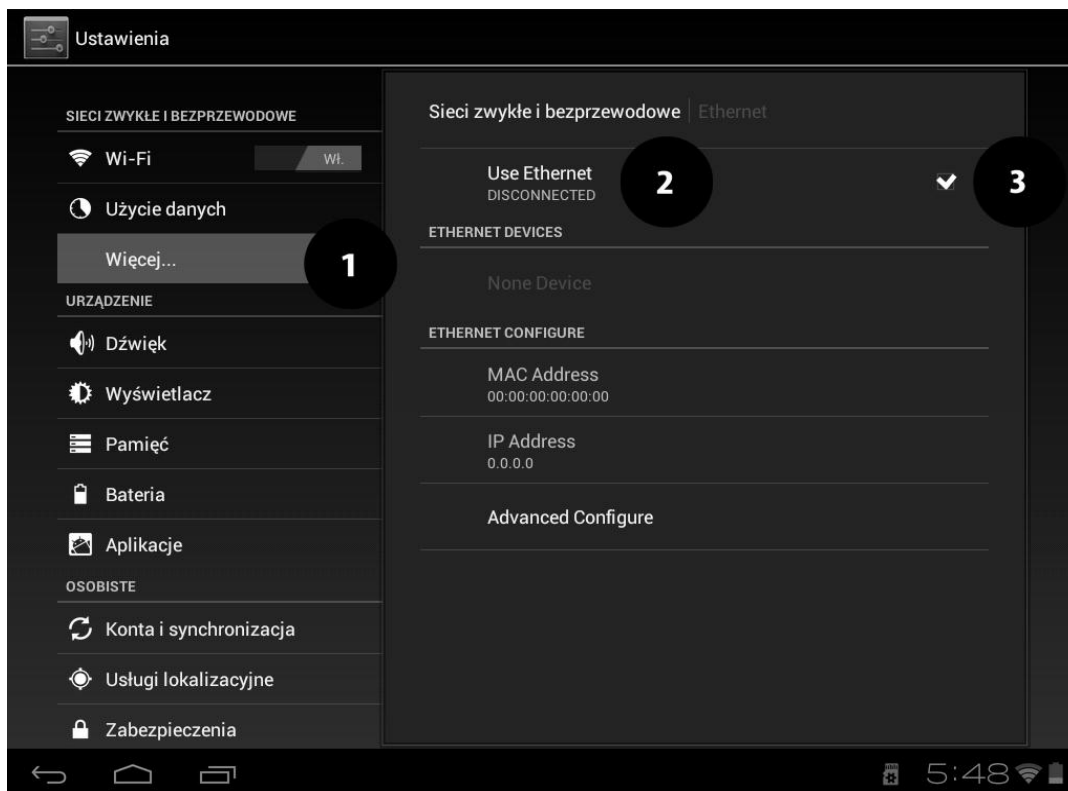 Ustawienia
SIECI ZWYKŁE I BEZPRZEWODOWE
Wi-Fi
Wł.
Użycie danych
Więcej...
1
URZĄDZENIE
Dźwięk
Wyświetlacz
Pamięć
Bateria
Aplikacje
OSOBISTE
Konta i synchronizacja
Usługi lokalizacyjne
Zabezpieczenia
Sieci zwykłe i bezprzewodowe | Ethernet
Use Ethernet
DISCONNECTED
2
3
ETHERNET DEVICES
None Device
ETHERNET CONFIGURE
MAC Address
00:00:00:00:00:00
IP Address
0.0.0.0
Advanced Configure
5:48